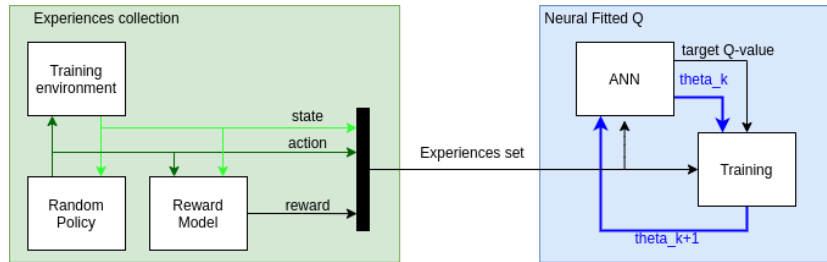 Experiences collection
Training
environment
state
action
Random
Policy
Reward
Model
reward
Experiences set
Neural Fitted Q
ANN
target Q-value
theta_k
Training
theta_k+1